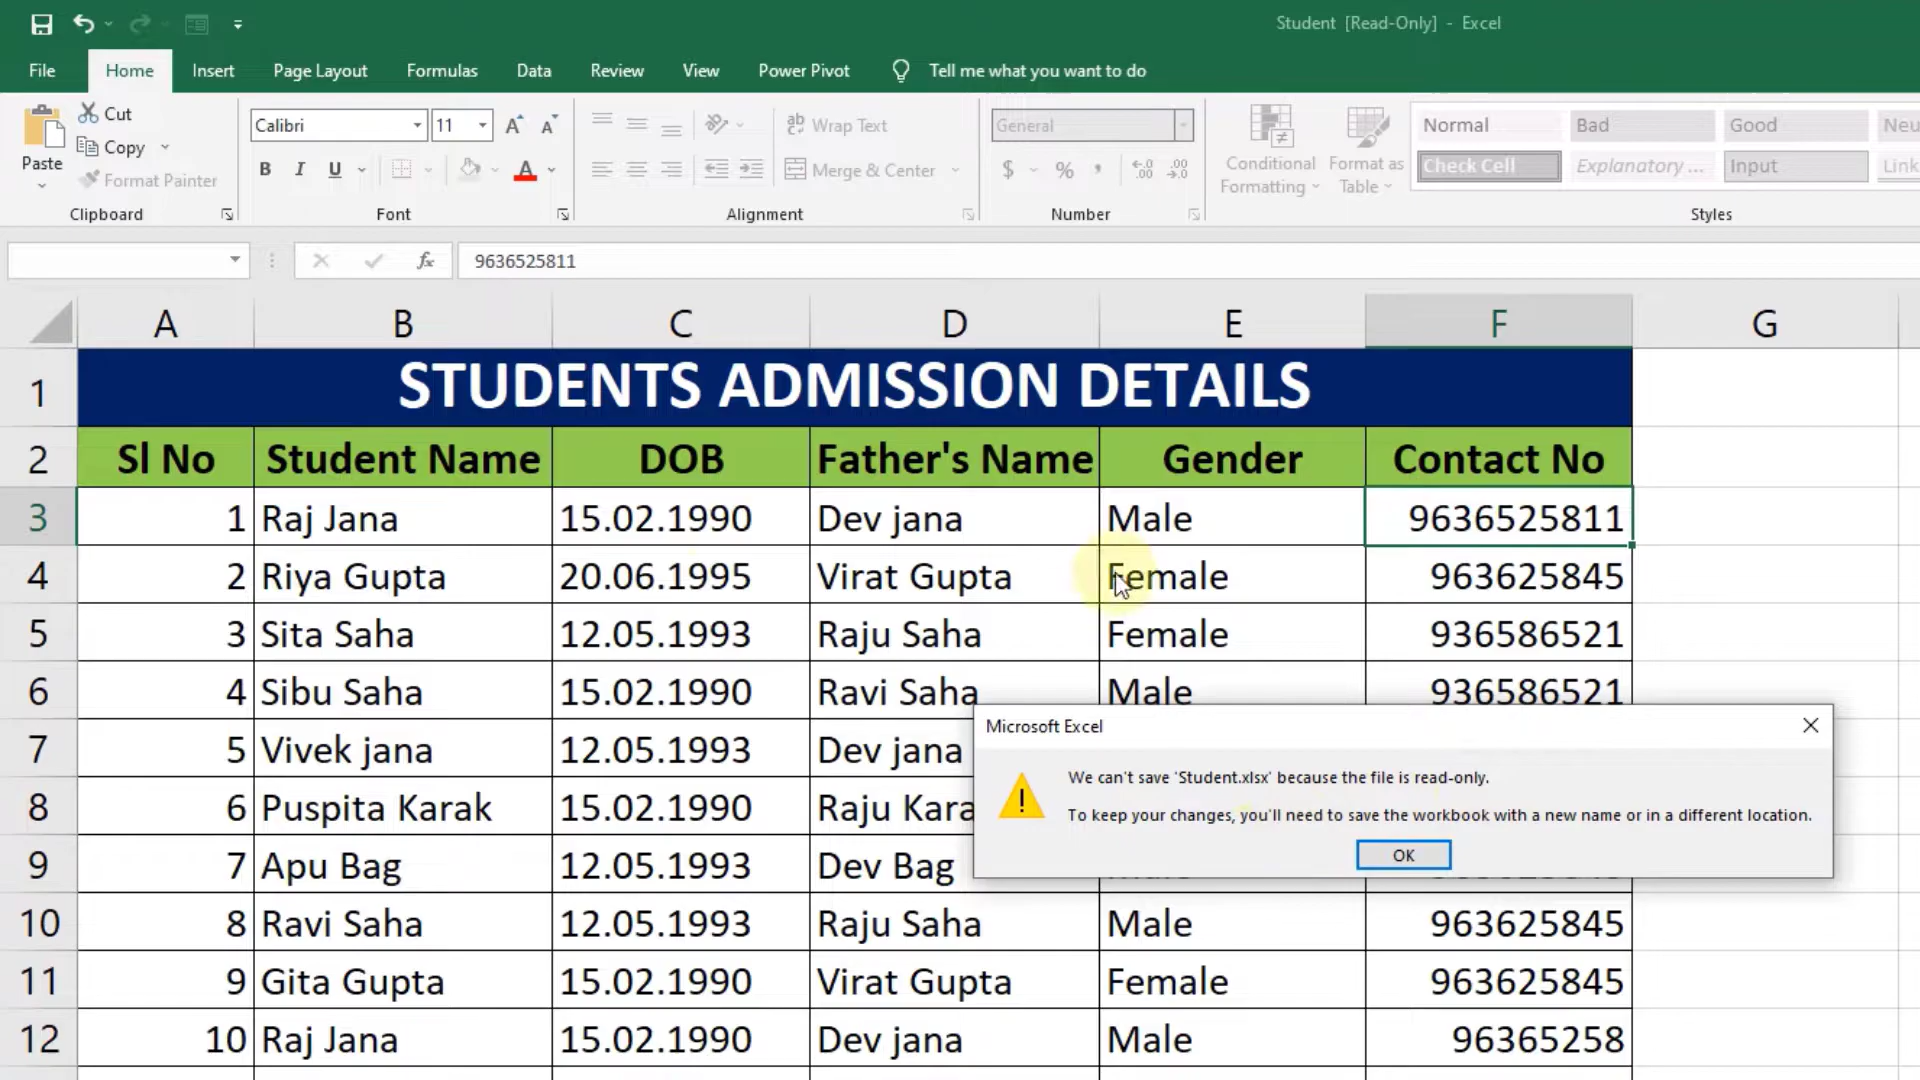 Student [Read-Only] - Excel
File Home Insert Page Layout Formulas Data Review View Power Pivot Tell me what you want to do
Cut
Copy
Format Painter
Paste
Calibri 11
B I U A
ab Wrap Text
Merge & Center
General
$ % ,
Conditional Formatting
Format as Table
Normal Bad Good
Check Cell Explanatory ... Input
Clipboard Font Alignment Number Styles
fx 9636525811
A B C D E F G
1 STUDENTS ADMISSION DETAILS
2 Sl No Student Name DOB Father's Name Gender Contact No
3 1 Raj Jana 15.02.1990 Dev jana Male 9636525811
4 2 Riya Gupta 20.06.1995 Virat Gupta Female 963625845
5 3 Sita Saha 12.05.1993 Raju Saha Female 936586521
6 4 Sibu Saha 15.02.1990 Ravi Saha Male 936586521
7 5 Vivek jana 12.05.1993 Dev jana
8 6 Puspita Karak 15.02.1990 Raju
9 7 Apu Bag 12.05.1993 Dev Bag
10 8 Ravi Saha 12.05.1993 Raju Saha Male 963625845
11 9 Gita Gupta 15.02.1990 Virat Gupta Female 963625845
12 10 Raj Jana 15.02.1990 Dev jana Male 96365258
Microsoft Excel
We can't save 'Student.xlsx' because the file is read-only.
To keep your changes, you'll need to save the workbook with a new name or in a different location.
OK